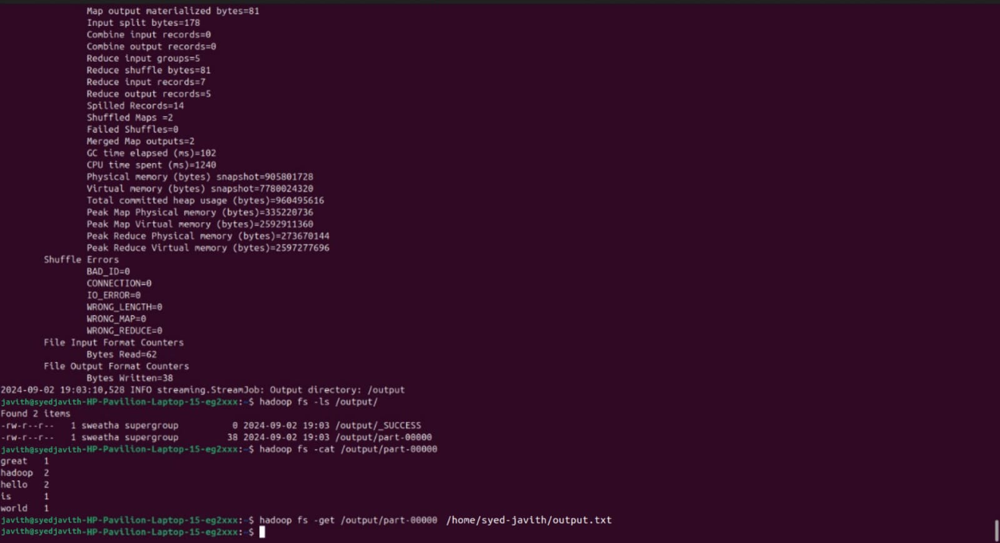 Map output materialized bytes=81
Input split bytes=178
Combine input records=0
Combine output records=0
Reduce input groups=5
Reduce shuffle bytes=81
Reduce input records=7
Reduce output records=5
Spilled Records=14
Shuffled Maps =2
Failed Shuffles=0
Merged Map outputs=2
GC time elapsed (ms)=102
CPU time spent (ms)=1240
Physical memory (bytes) snapshot=905801728
Virtual memory (bytes) snapshot=7780024320
Total committed heap usage (bytes)=960495616
Peak Map Physical memory (bytes)=335220736
Peak Map Virtual memory (bytes)=2592911360
Peak Reduce Physical memory (bytes)=273670144
Peak Reduce Virtual memory (bytes)=2597277696
Shuffle Errors
BAD_ID=0
CONNECTION=0
IO_ERROR=0
WRONG_LENGTH=0
WRONG_MAP=0
WRONG_REDUCE=0
File Input Format Counters
Bytes Read=62
File Output Format Counters
Bytes Written=38
2024-09-02 19:03:10,528 INFO streaming.StreamJob: Output directory: /output
javith@syedjavith-HP-Pavilion-Laptop-15-eg2xxx:~$ hadoop fs -ls /output/
Found 2 items
-rw-r--r--   1 sweatha supergroup          0 2024-09-02 19:03 /output/_SUCCESS
-rw-r--r--   1 sweatha supergroup         38 2024-09-02 19:03 /output/part-00000
javith@syedjavith-HP-Pavilion-Laptop-15-eg2xxx:~$ hadoop fs -cat /output/part-00000
great   1
hadoop  2
hello   2
is      1
world   1
javith@syedjavith-HP-Pavilion-Laptop-15-eg2xxx:~$ hadoop fs -get /output/part-00000 /home/syed-javith/output.txt
javith@syedjavith-HP-Pavilion-Laptop-15-eg2xxx:~$